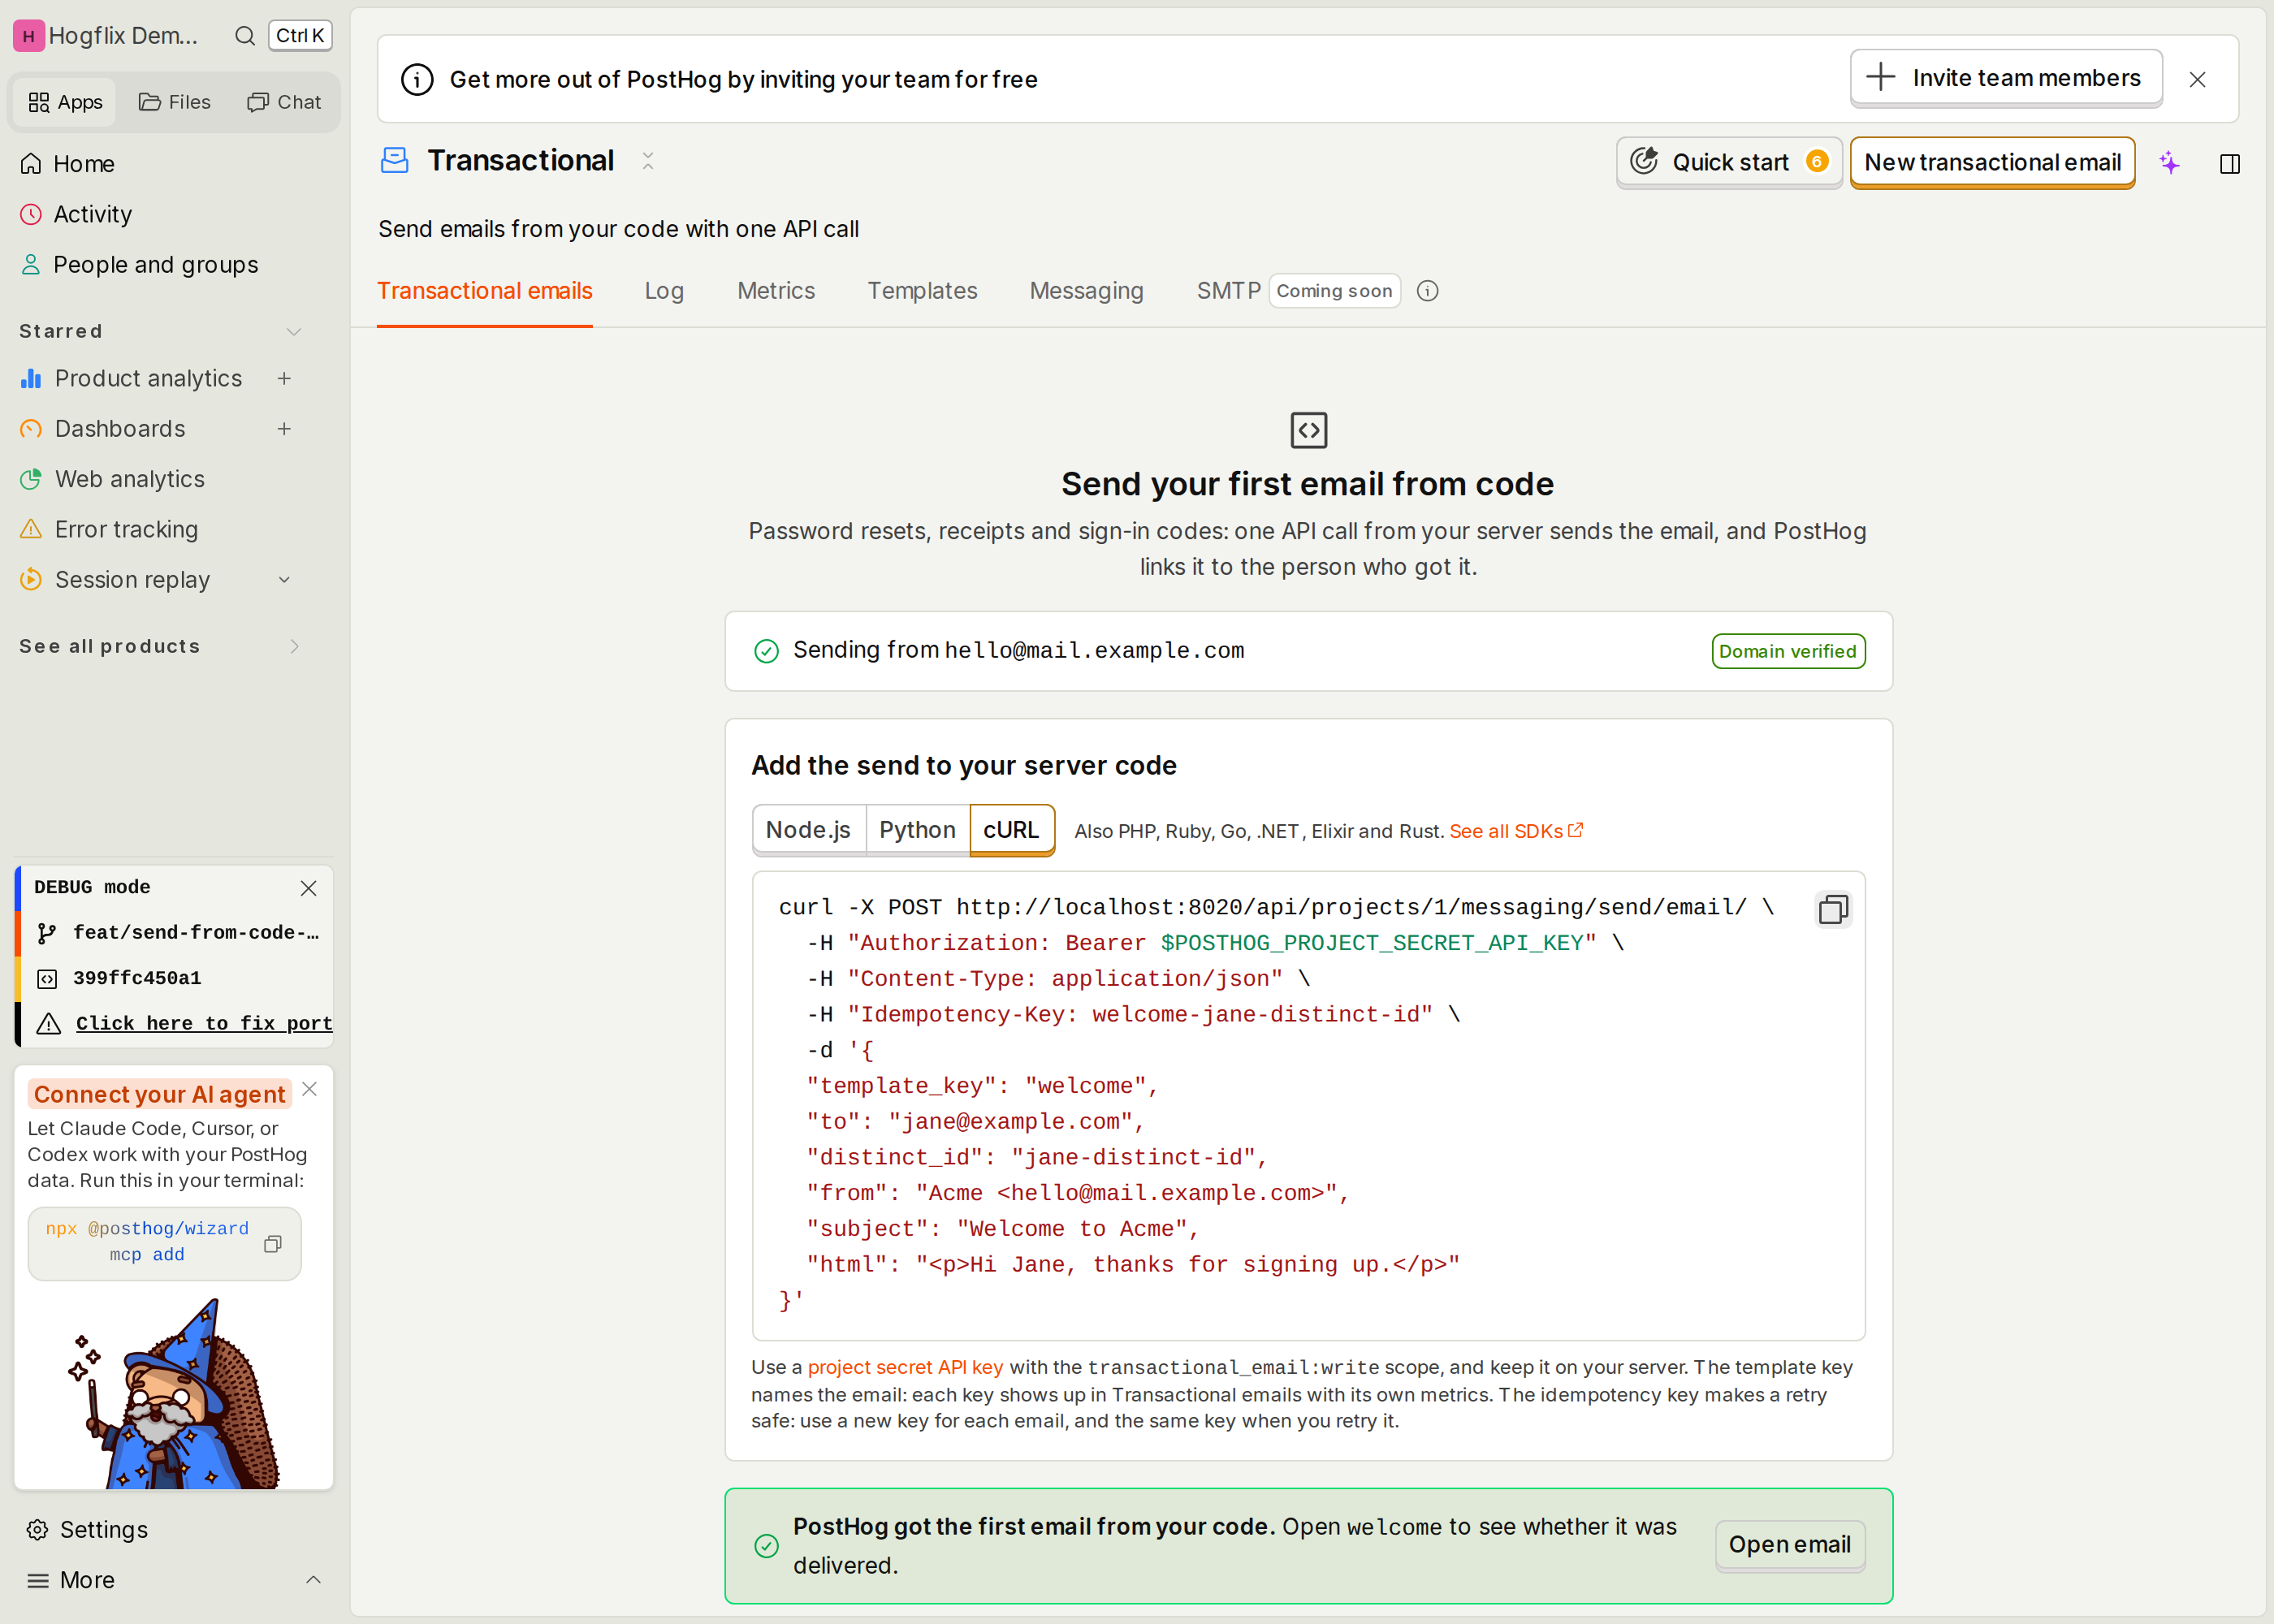 H Hogflix Dem... Ctrl K
Apps Files Chat
Home
Activity
People and groups
Starred
Product analytics
Dashboards
Web analytics
Error tracking
Session replay
See all products
DEBUG mode
feat/send-from-code-…
399ffc450a1
Click here to fix port
Connect your AI agent
Let Claude Code, Cursor, or
Codex work with your PostHog
data. Run this in your terminal:
npx @posthog/wizard
mcp add
Settings
More
Get more out of PostHog by inviting your team for free
Invite team members
Transactional
Quick start 6
New transactional email
Send emails from your code with one API call
Transactional emails Log Metrics Templates Messaging SMTP Coming soon
Send your first email from code
Password resets, receipts and sign-in codes: one API call from your server sends the email, and PostHog
links it to the person who got it.
Sending from hello@mail.example.com
Domain verified
Add the send to your server code
Node.js Python cURL Also PHP, Ruby, Go, .NET, Elixir and Rust. See all SDKs
curl -X POST http://localhost:8020/api/projects/1/messaging/send/email/ \
-H "Authorization: Bearer $POSTHOG_PROJECT_SECRET_API_KEY" \
-H "Content-Type: application/json" \
-H "Idempotency-Key: welcome-jane-distinct-id" \
-d '{
"template_key": "welcome",
"to": "jane@example.com",
"distinct_id": "jane-distinct-id",
"from": "Acme <hello@mail.example.com>",
"subject": "Welcome to Acme",
"html": "<p>Hi Jane, thanks for signing up.</p>"
}'
Use a project secret API key with the transactional_email:write scope, and keep it on your server. The template key
names the email: each key shows up in Transactional emails with its own metrics. The idempotency key makes a retry
safe: use a new key for each email, and the same key when you retry it.
PostHog got the first email from your code. Open welcome to see whether it was
delivered.
Open email